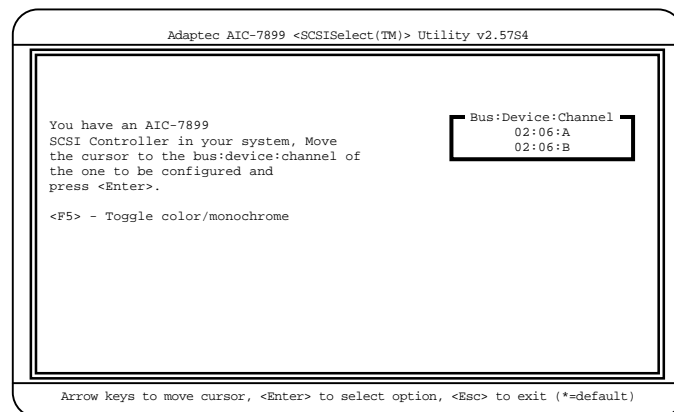 Adaptec AIC-7899 <SCSISelect(TM)> Utility v2.57S4
You have an AIC-7899
SCSI Controller in your system, Move
the cursor to the bus:device:channel of
the one to be configured and
press <Enter>.
<F5> - Toggle color/monochrome
Bus:Device:Channel
02:06:A
02:06:B
Arrow keys to move cursor, <Enter> to select option, <Esc> to exit (*=default)